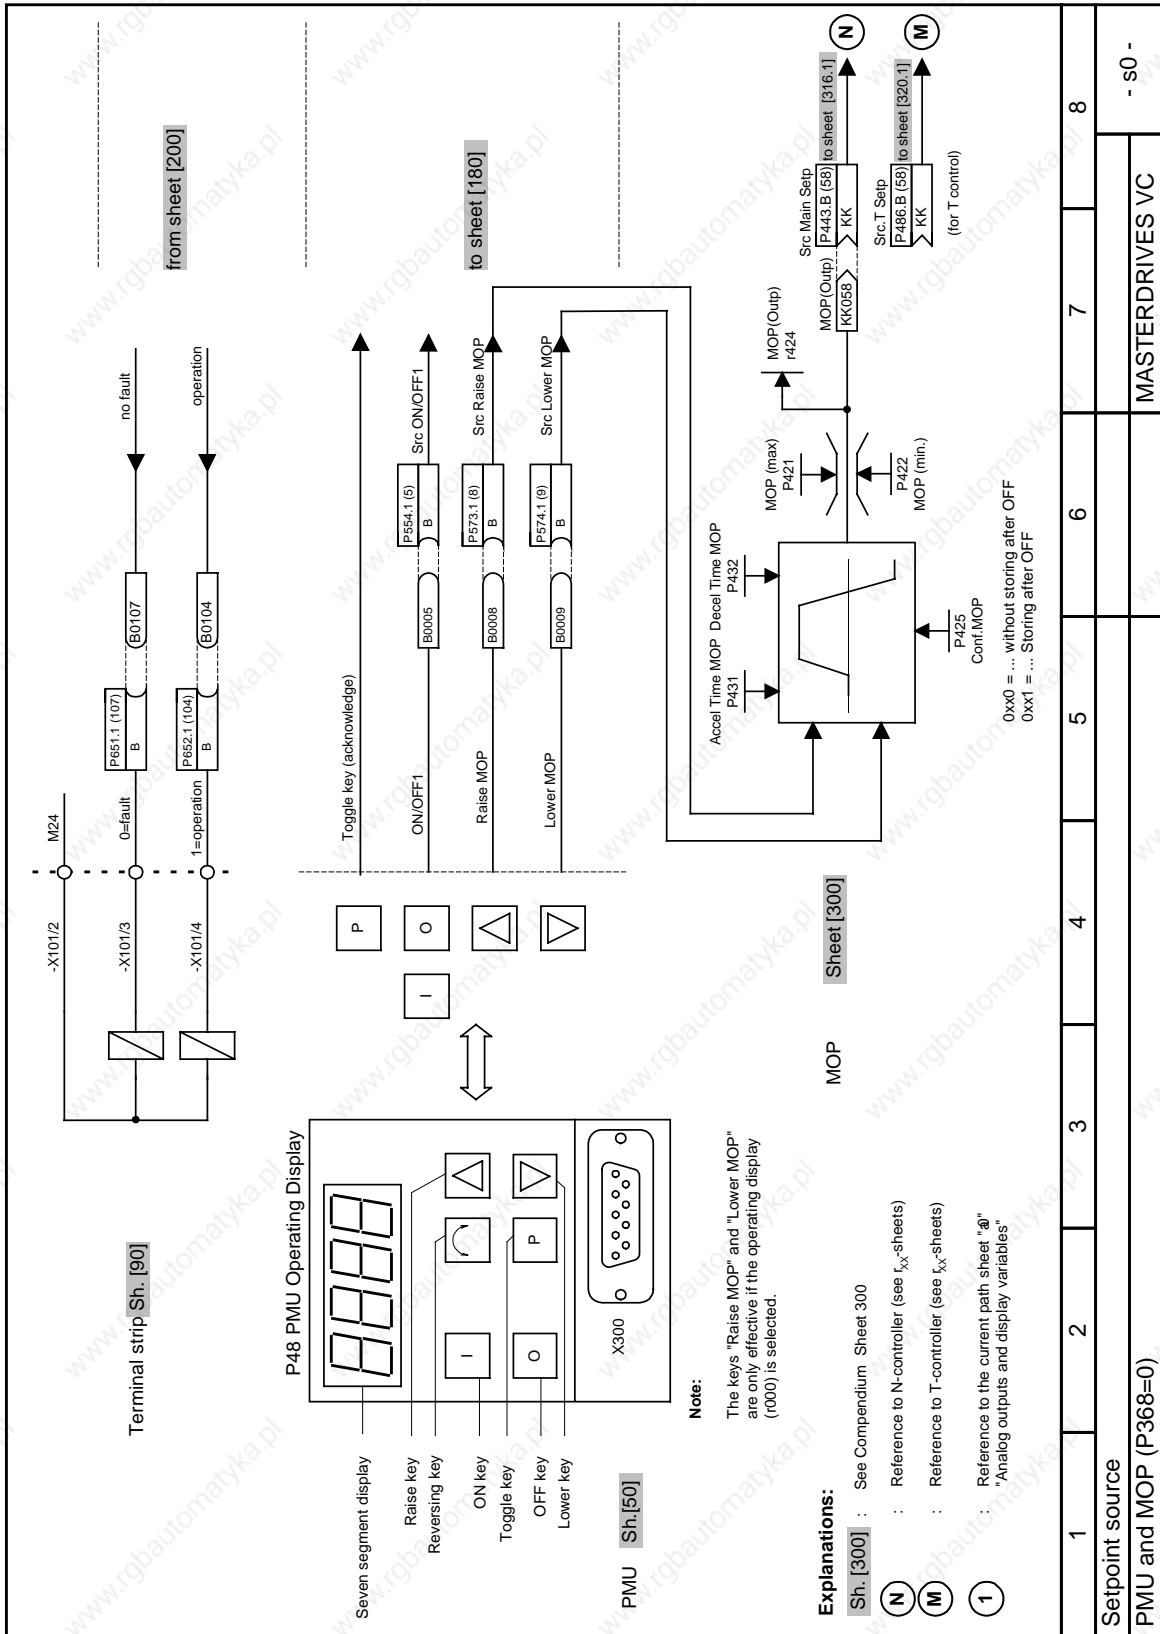 Terminal strip Sh. [90]
-X101/2
-X101/3
-X101/4
M24
0=fault
1=operation
P651.1 (107)
B
B0107
P652.1 (104)
B
B0104
no fault
operation
from sheet [200]
P48 PMU Operating Display
Seven segment display
Raise key
Reversing key
ON key
Toggle key
OFF key
Lower key
I
P
O
X300
PMU Sh.[50]
P
I
O
Toggle key (acknowledge)
ON/OFF1
Raise MOP
Lower MOP
B0005
B0008
B0009
P554.1 (5)
B
P573.1 (8)
B
P574.1 (9)
B
Src ON/OFF1
Src Raise MOP
Src Lower MOP
to sheet [180]
Note:
The keys "Raise MOP" and "Lower MOP"
are only effective if the operating display
(r000) is selected.
MOP
Sheet [300]
Accel Time MOP
P431
Decel Time MOP
P432
P425
Conf.MOP
0xx0 = ... without storing after OFF
0xx1 = ... Storing after OFF
MOP (max)
P421
P422
MOP (min.)
MOP(Outp)
r424
MOP(Outp)
KK058
Src Main Setp
P443.B (58)
KK
to sheet [316.1]
N
Src.T Setp
P486.B (58)
KK
to sheet [320.1]
M
(for T control)
Explanations:
Sh. [300] : See Compendium Sheet 300
N : Reference to N-controller (see rxx-sheets)
M : Reference to T-controller (see rxx-sheets)
1 : Reference to the current path sheet "a"
"Analog outputs and display variables"
1 2 3 4 5 6 7 8
Setpoint source
PMU and MOP (P368=0)
MASTERDRIVES VC
- s0 -
www.rgbautomatyka.pl